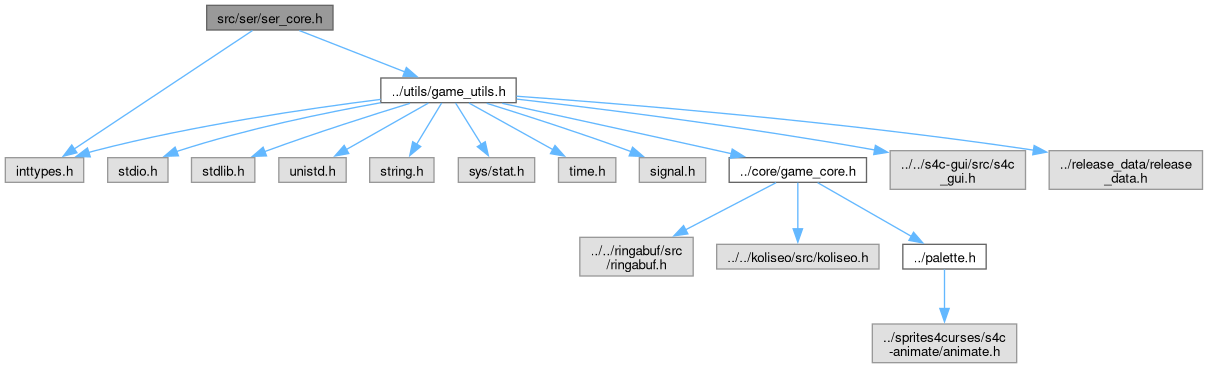 src/ser/ser_core.h
../utils/game_utils.h
inttypes.h
stdio.h
stdlib.h
unistd.h
string.h
sys/stat.h
time.h
signal.h
../core/game_core.h
../../s4c-gui/src/s4c
_gui.h
../release_data/release
_data.h
../../ringabuf/src
/ringabuf.h
../../koliseo/src/koliseo.h
../palette.h
../sprites4curses/s4c
-animate/animate.h